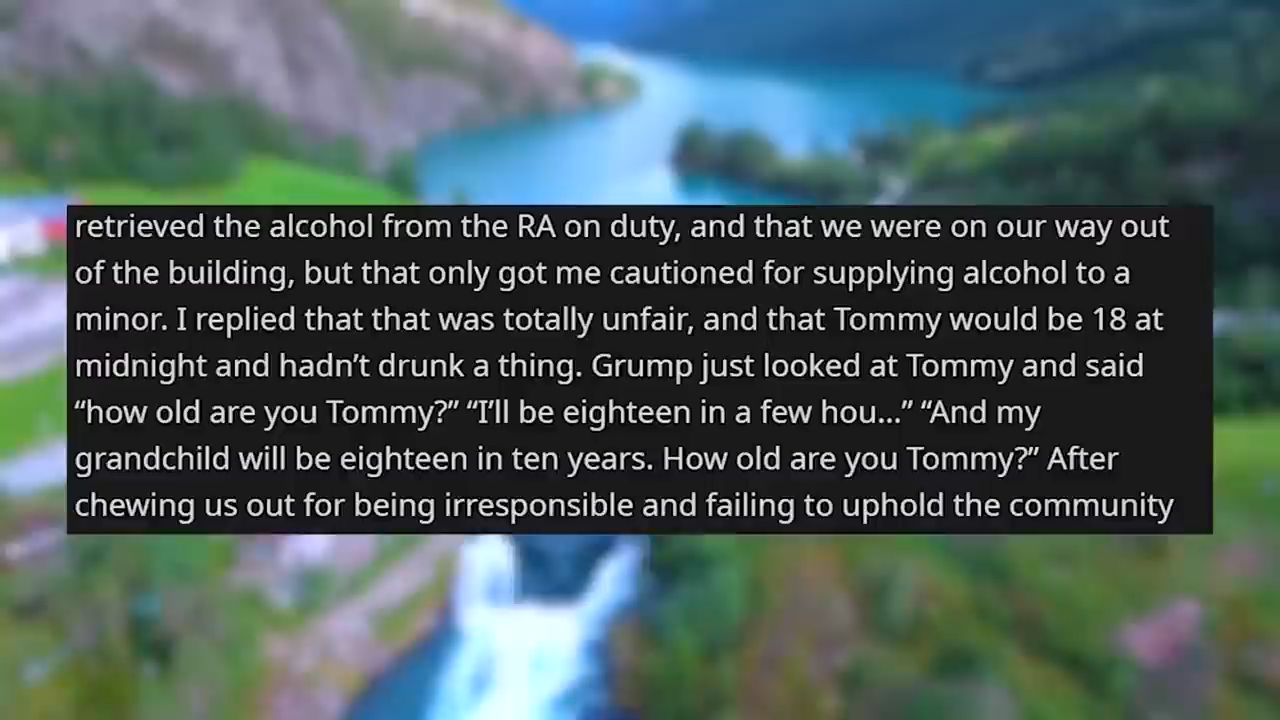 retrieved the alcohol from the RA on duty, and that we were on our way out
of the building, but that only got me cautioned for supplying alcohol to a
minor. I replied that that was totally unfair, and that Tommy would be 18 at
midnight and hadn’t drunk a thing. Grump just looked at Tommy and said
“how old are you Tommy?” “I’ll be eighteen in a few hou...” “And my
grandchild will be eighteen in ten years. How old are you Tommy?” After
chewing us out for being irresponsible and failing to uphold the community